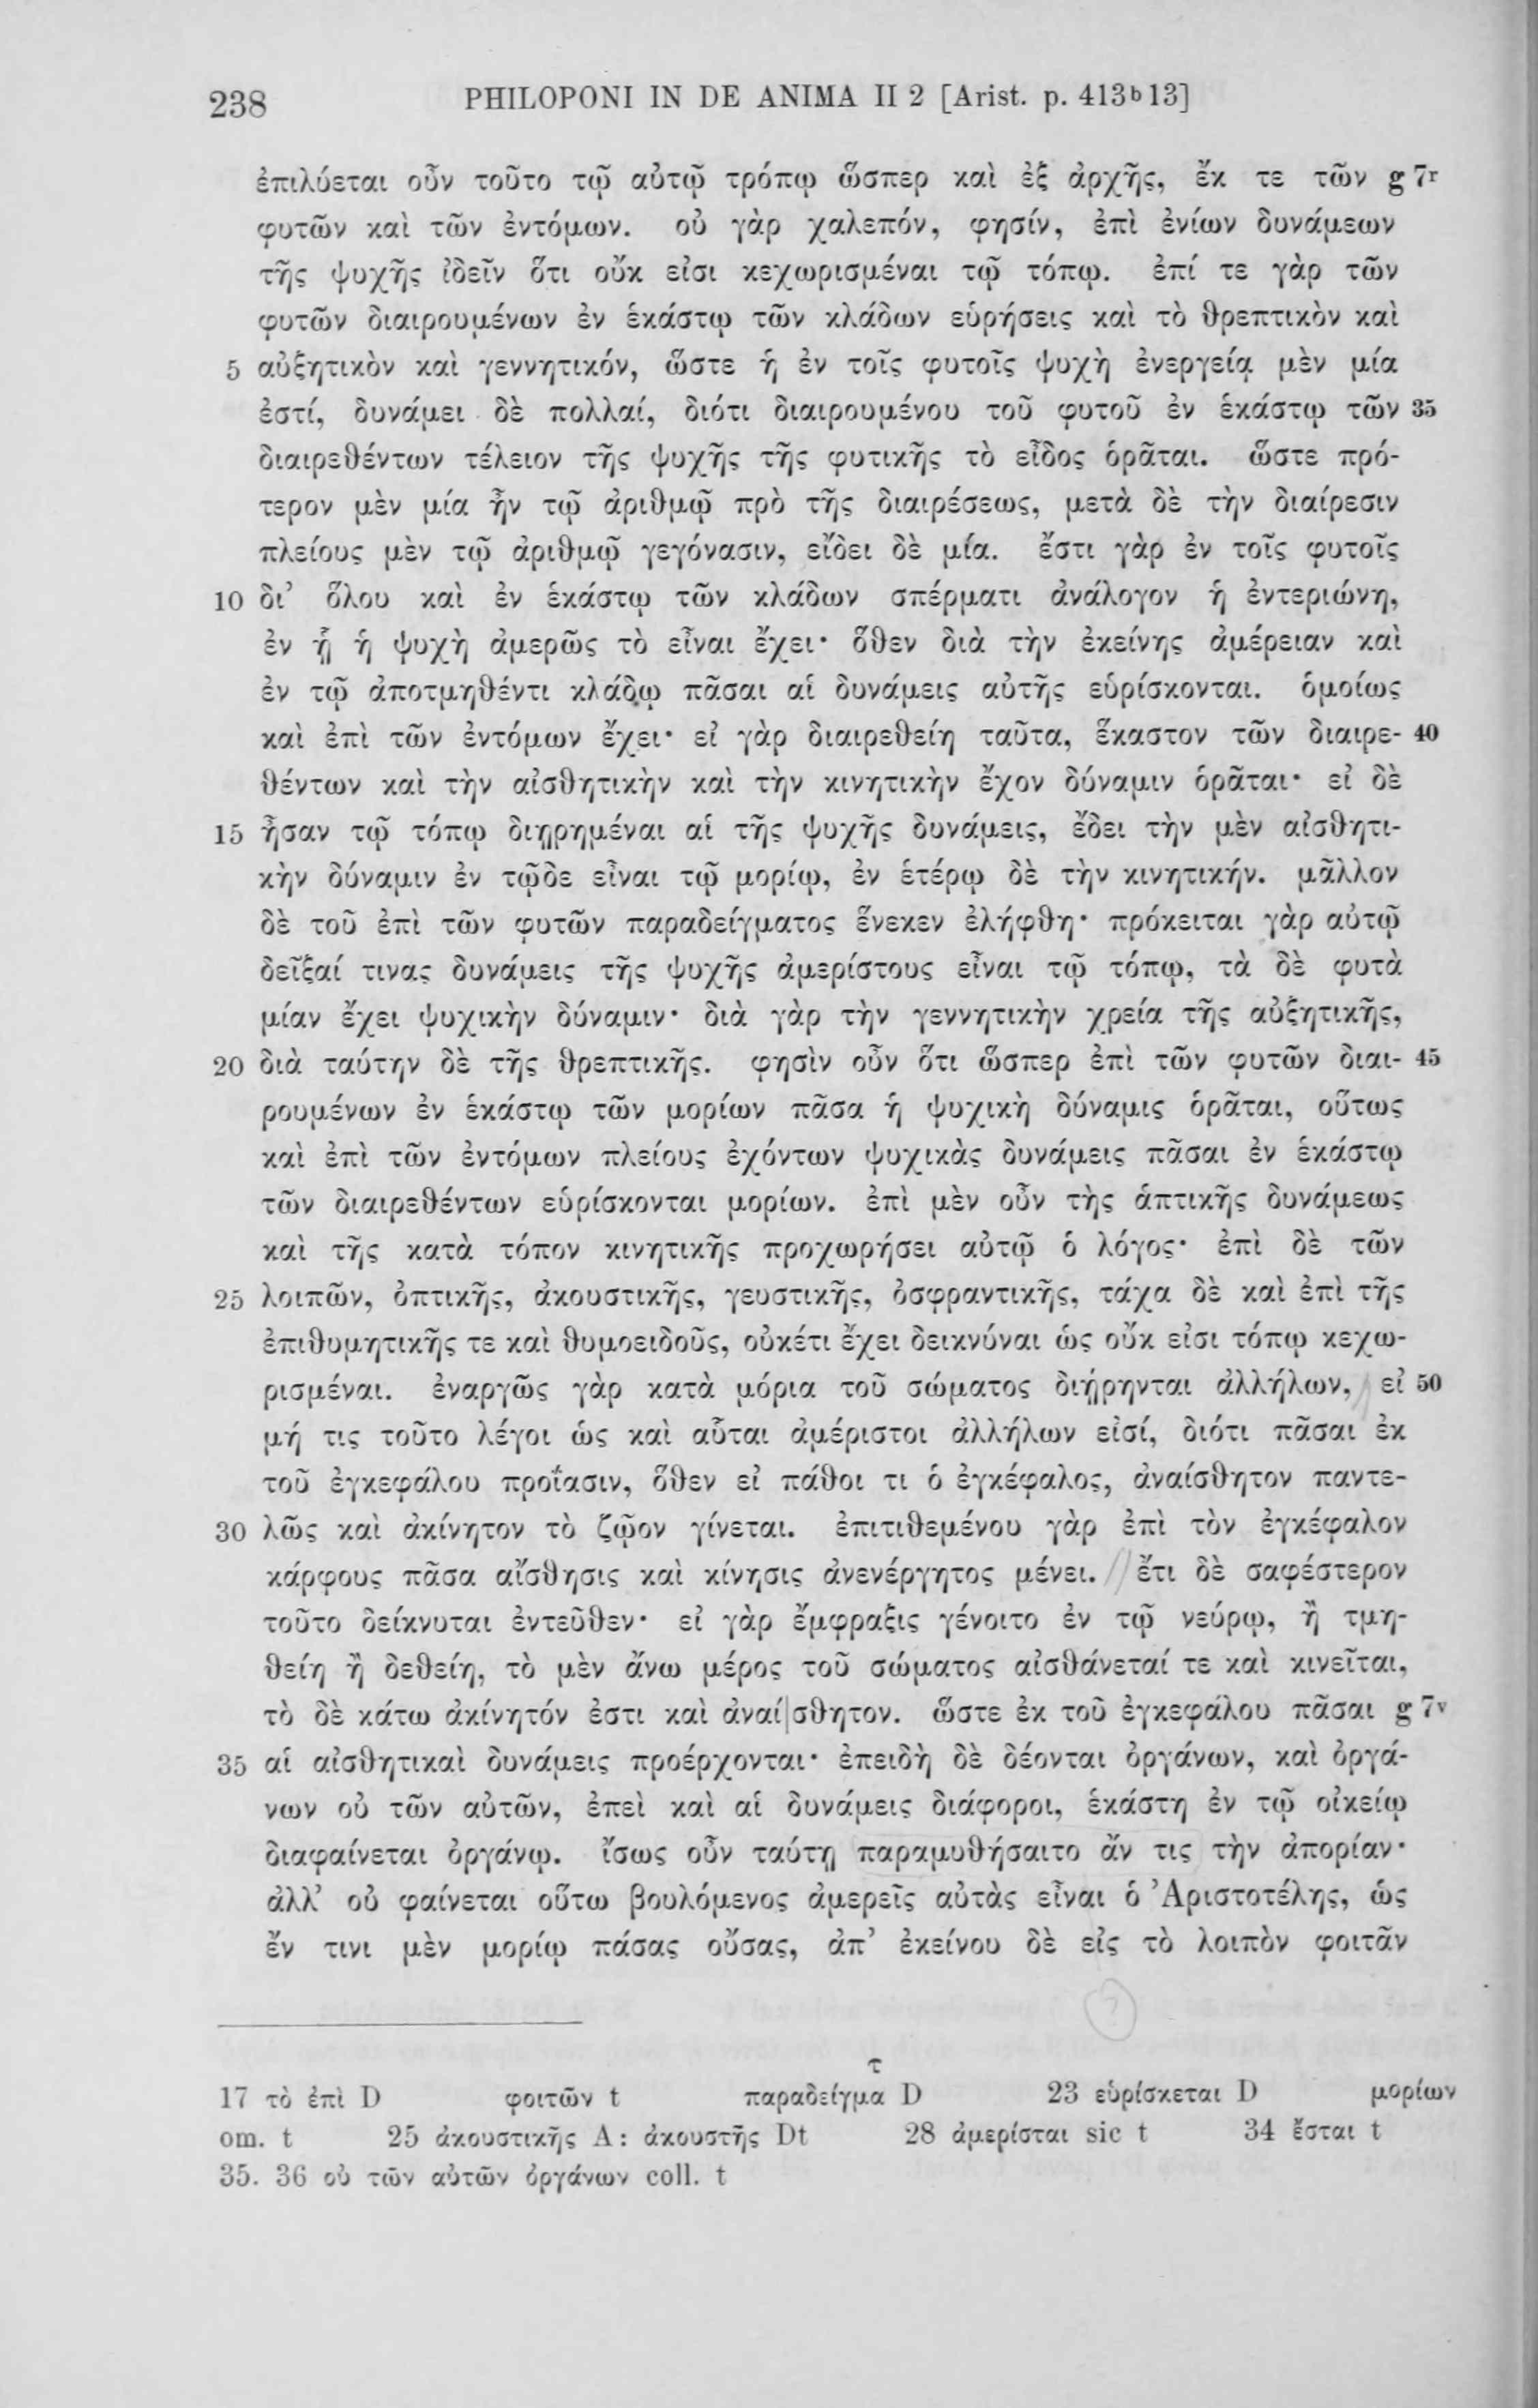 238 PHILOPONI IN DE ANIMA II 2 [Arist. p. 413b13]
ἐπιλύεται οὖν τοῦτο τῷ αὐτῷ τρόπῳ ὥσπερ καὶ ἐξ ἀρχῆς, ἔκ τε τῶν g 7r
φυτῶν καὶ τῶν ἐντόμων. οὐ γὰρ χαλεπόν, φησίν, ἐπὶ ἐνίων δυνάμεων
τῆς ψυχῆς ἰδεῖν ὅτι οὔκ εἰσι κεχωρισμέναι τῷ τόπῳ. ἐπί τε γὰρ τῶν
φυτῶν διαιρουμένων ἐν ἑκάστῳ τῶν κλάδων εὑρήσεις καὶ τὸ θρεπτικὸν καὶ
5 αὐξητικὸν καὶ γεννητικόν, ὥστε ἡ ἐν τοῖς φυτοῖς ψυχὴ ἐνεργείᾳ μὲν μία
ἐστί, δυνάμει δὲ πολλαί, διότι διαιρουμένου τοῦ φυτοῦ ἐν ἑκάστῳ τῶν 35
διαιρεθέντων τέλειον τῆς ψυχῆς τῆς φυτικῆς τὸ εἶδος ὁρᾶται. ὥστε πρό-
τερον μὲν μία ἦν τῷ ἀριθμῷ πρὸ τῆς διαιρέσεως, μετὰ δὲ τὴν διαίρεσιν
πλείους μὲν τῷ ἀριθμῷ γεγόνασιν, εἴδει δὲ μία. ἔστι γὰρ ἐν τοῖς φυτοῖς
10 δι’ ὅλου καὶ ἐν ἑκάστῳ τῶν κλάδων σπέρματι ἀνάλογον ἡ ἐντεριώνη,
ἐν ᾗ ἡ ψυχὴ ἀμερῶς τὸ εἶναι ἔχει· ὅθεν διὰ τὴν ἐκείνης ἀμέρειαν καὶ
ἐν τῷ ἀποτμηθέντι κλάδῳ πᾶσαι αἱ δυνάμεις αὐτῆς εὑρίσκονται. ὁμοίως
καὶ ἐπὶ τῶν ἐντόμων ἔχει· εἰ γὰρ διαιρεθείη ταῦτα, ἕκαστον τῶν διαιρε- 40
θέντων καὶ τὴν αἰσθητικὴν καὶ τὴν κινητικὴν ἔχον δύναμιν ὁρᾶται· εἰ δὲ
15 ἦσαν τῷ τόπῳ διῃρημέναι αἱ τῆς ψυχῆς δυνάμεις, ἔδει τὴν μὲν αἰσθητι-
κὴν δύναμιν ἐν τῷδε εἶναι τῷ μορίῳ, ἐν ἑτέρῳ δὲ τὴν κινητικήν. μᾶλλον
δὲ τοῦ ἐπὶ τῶν φυτῶν παραδείγματος ἕνεκεν ἐλήφθη· πρόκειται γὰρ αὐτῷ
δεῖξαί τινας δυνάμεις τῆς ψυχῆς ἀμερίστους εἶναι τῷ τόπῳ, τὰ δὲ φυτὰ
μίαν ἔχει ψυχικὴν δύναμιν· διὰ γὰρ τὴν γεννητικὴν χρεία τῆς αὐξητικῆς,
20 διὰ ταύτην δὲ τῆς θρεπτικῆς. φησὶν οὖν ὅτι ὥσπερ ἐπὶ τῶν φυτῶν διαι- 45
ρουμένων ἐν ἑκάστῳ τῶν μορίων πᾶσα ἡ ψυχικὴ δύναμις ὁρᾶται, οὕτως
καὶ ἐπὶ τῶν ἐντόμων πλείους ἐχόντων ψυχικὰς δυνάμεις πᾶσαι ἐν ἑκάστῳ
τῶν διαιρεθέντων εὑρίσκονται μορίων. ἐπὶ μὲν οὖν τῆς ἁπτικῆς δυνάμεως
καὶ τῆς κατὰ τόπον κινητικῆς προχωρήσει αὐτῷ ὁ λόγος· ἐπὶ δὲ τῶν
25 λοιπῶν, ὀπτικῆς, ἀκουστικῆς, γευστικῆς, ὀσφραντικῆς, τάχα δὲ καὶ ἐπὶ τῆς
ἐπιθυμητικῆς τε καὶ θυμοειδοῦς, οὐκέτι ἔχει δεικνύναι ὡς οὔκ εἰσι τόπῳ κεχω-
ρισμέναι. ἐναργῶς γὰρ κατὰ μόρια τοῦ σώματος διῄρηνται ἀλλήλων, εἰ 50
μή τις τοῦτο λέγοι ὡς καὶ αὗται ἀμέριστοι ἀλλήλων εἰσί, διότι πᾶσαι ἐκ
τοῦ ἐγκεφάλου προΐασιν, ὅθεν εἰ πάθοι τι ὁ ἐγκέφαλος, ἀναίσθητον παντε-
30 λῶς καὶ ἀκίνητον τὸ ζῷον γίνεται. ἐπιτιθεμένου γὰρ ἐπὶ τὸν ἐγκέφαλον
κάρφους πᾶσα αἴσθησις καὶ κίνησις ἀνενέργητος μένει. // ἔτι δὲ σαφέστερον
τοῦτο δείκνυται ἐντεῦθεν· εἰ γὰρ ἔμφραξις γένοιτο ἐν τῷ νεύρῳ, ἢ τμη-
θείη ἢ δεθείη, τὸ μὲν ἄνω μέρος τοῦ σώματος αἰσθάνεταί τε καὶ κινεῖται,
τὸ δὲ κάτω ἀκίνητόν ἐστι καὶ ἀναί|σθητον. ὥστε ἐκ τοῦ ἐγκεφάλου πᾶσαι g 7v
35 αἱ αἰσθητικαὶ δυνάμεις προέρχονται· ἐπειδὴ δὲ δέονται ὀργάνων, καὶ ὀργά-
νων οὐ τῶν αὐτῶν, ἐπεὶ καὶ αἱ δυνάμεις διάφοροι, ἑκάστη ἐν τῷ οἰκείῳ
διαφαίνεται ὀργάνῳ. ἴσως οὖν ταύτῃ παραμυθήσαιτο ἄν τις τὴν ἀπορίαν·
ἀλλ’ οὐ φαίνεται οὕτω βουλόμενος ἀμερεῖς αὐτὰς εἶναι ὁ Ἀριστοτέλης, ὡς
ἔν τινι μὲν μορίῳ πάσας οὔσας, ἀπ’ ἐκείνου δὲ εἰς τὸ λοιπὸν φοιτᾶν
?
τ
17 τὸ ἐπὶ D φοιτῶν t παραδείγμα D 23 εὑρίσκεται D μορίων
om. t 25 ἀκουστικῆς A: ἀκουστῆς Dt 28 ἀμερίσται sic t 34 ἔσται t
35. 36 οὐ τῶν αὐτῶν ὀργάνων coll. t